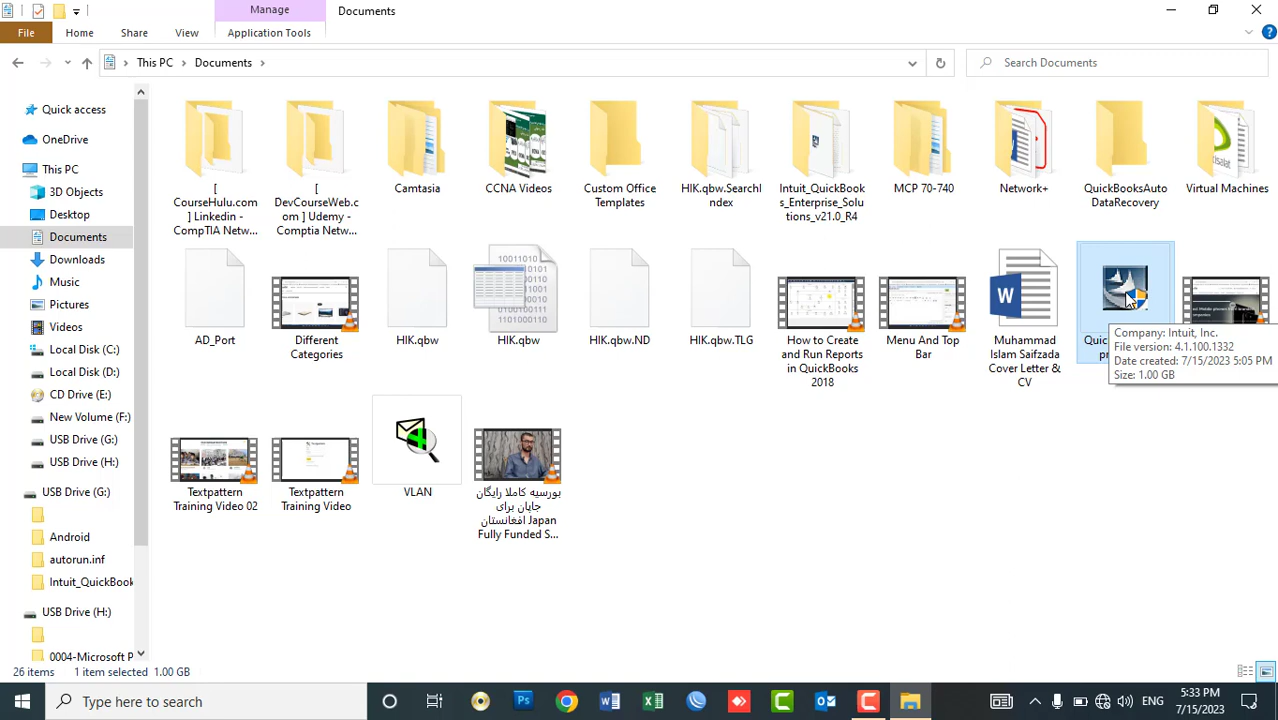 Manage
Documents
File
Home
Share
View
Application Tools
This PC
Documents
Search Documents
Quick access
OneDrive
This PC
3D Objects
Desktop
Documents
Downloads
Music
Pictures
Videos
Local Disk (C:)
Local Disk (D:)
CD Drive (E:)
New Volume (F:)
USB Drive (G:)
USB Drive (H:)
USB Drive (G:)
Android
autorun.inf
Intuit_QuickBook
USB Drive (H:)
0004-Microsoft P
[
CourseHulu.com
] Linkedin -
CompTIA Netw...
[
DevCourseWeb.c
om ] Udemy -
Comptia Netw...
Camtasia
CCNA Videos
Custom Office
Templates
HIK.qbw.SearchI
ndex
Intuit_QuickBook
s_Enterprise_Solu
tions_v21.0_R4
MCP 70-740
Network+
QuickBooksAuto
DataRecovery
Virtual Machines
AD_Port
Different
Categories
HIK.qbw
HIK.qbw
HIK.qbw.ND
HIK.qbw.TLG
How to Create
and Run Reports
in QuickBooks
2018
Menu And Top
Bar
Muhammad
Islam Saifzada
Cover Letter &
CV
Quic
pr
Company: Intuit, Inc.
File version: 4.1.100.1332
Date created: 7/15/2023 5:05 PM
Size: 1.00 GB
Textpattern
Training Video 02
Textpattern
Training Video
VLAN
بورسیه کاملا رایگان
جاپان برای
افغانستان Japan
Fully Funded S...
26 items
1 item selected 1.00 GB
Type here to search
ENG
5:33 PM
7/15/2023